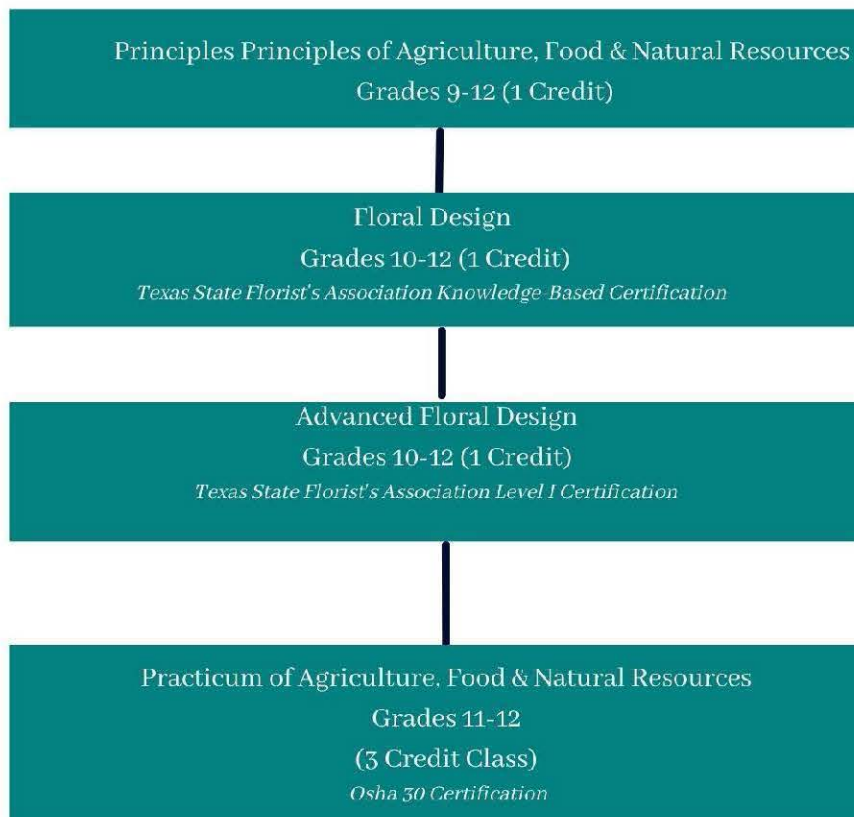 Principles Principles of Agriculture, Food & Natural Resources
Grades 9-12 (1 Credit)
Floral Design
Grades 10-12 (1 Credit)
Texas State Florist's Association Knowledge-Based Certification
Advanced Floral Design
Grades 10-12 (1 Credit)
Texas State Florist's Association Level I Certification
Practicum of Agriculture, Food & Natural Resources
Grades 11-12
(3 Credit Class)
Osha 30 Certification